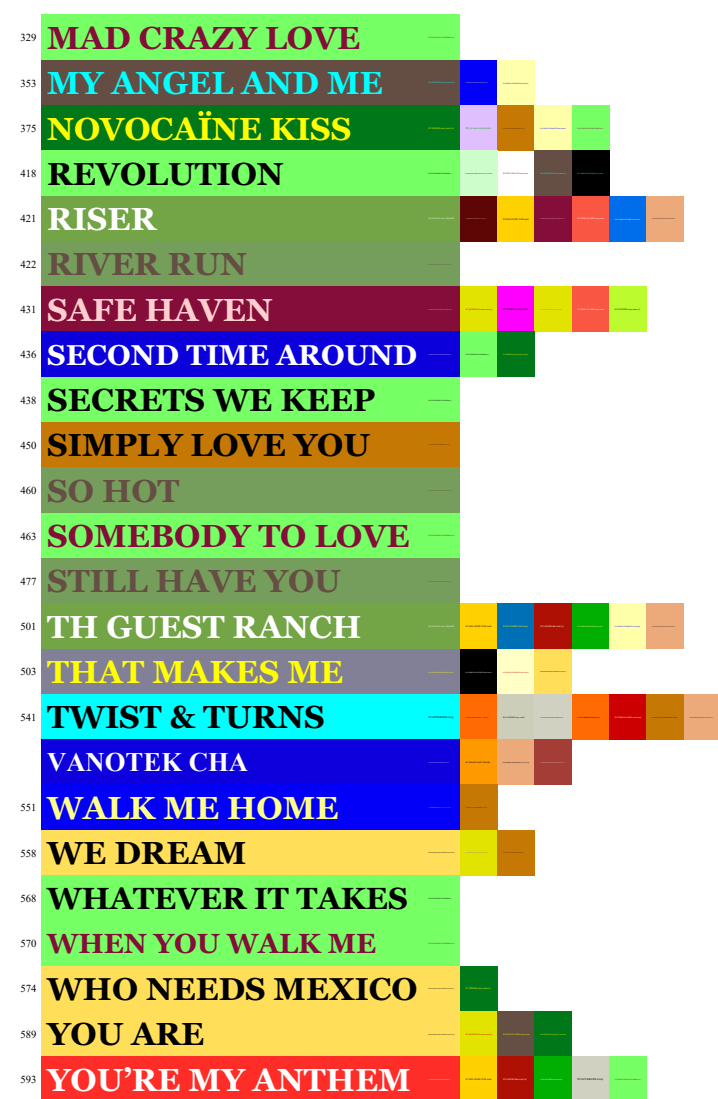 329 MAD CRAZY LOVE
353 MY ANGEL AND ME
375 NOVOCAÏNE KISS
418 REVOLUTION
421 RISER
422 RIVER RUN
431 SAFE HAVEN
436 SECOND TIME AROUND
438 SECRETS WE KEEP
450 SIMPLY LOVE YOU
460 SO HOT
463 SOMEBODY TO LOVE
477 STILL HAVE YOU
501 TH GUEST RANCH
503 THAT MAKES ME
541 TWIST & TURNS
VANOTEK CHA
551 WALK ME HOME
558 WE DREAM
568 WHATEVER IT TAKES
570 WHEN YOU WALK ME
574 WHO NEEDS MEXICO
589 YOU ARE
593 YOU’RE MY ANTHEM